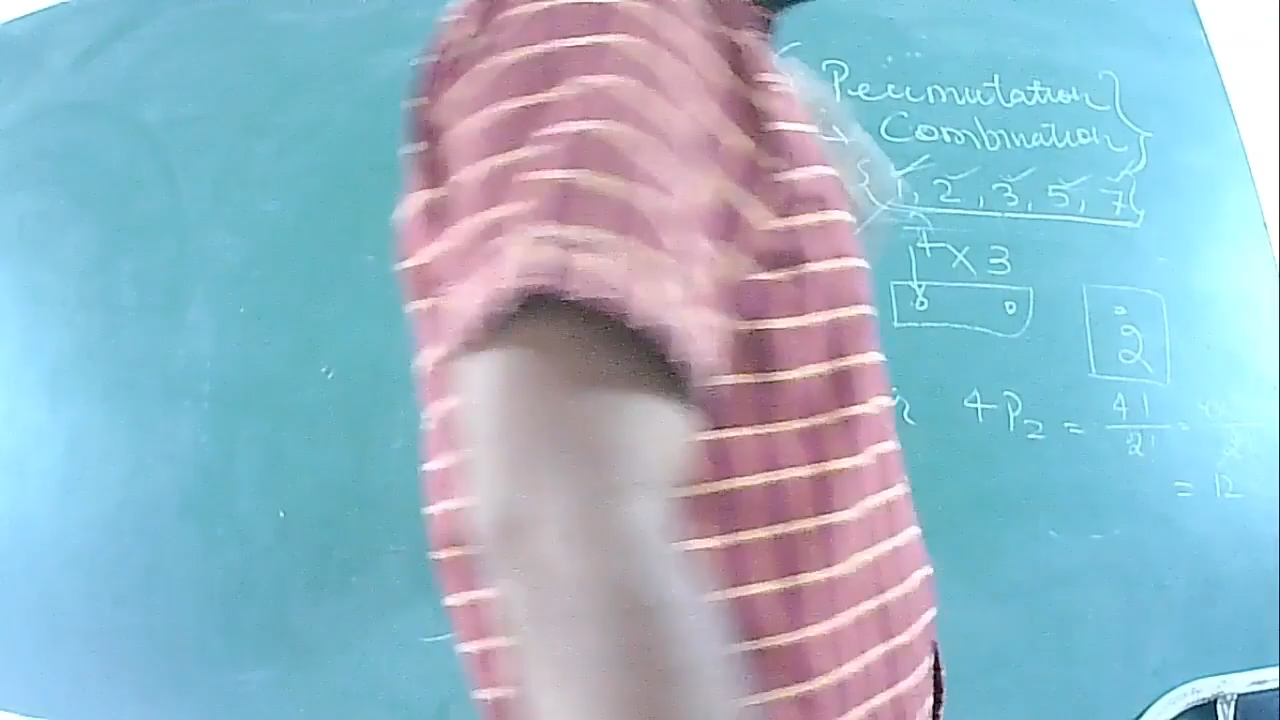 Permutation
→ Combination
{1, 2, 3, 5, 7}
4 × 3
2
4P2 = 4! / 2! =
= 12